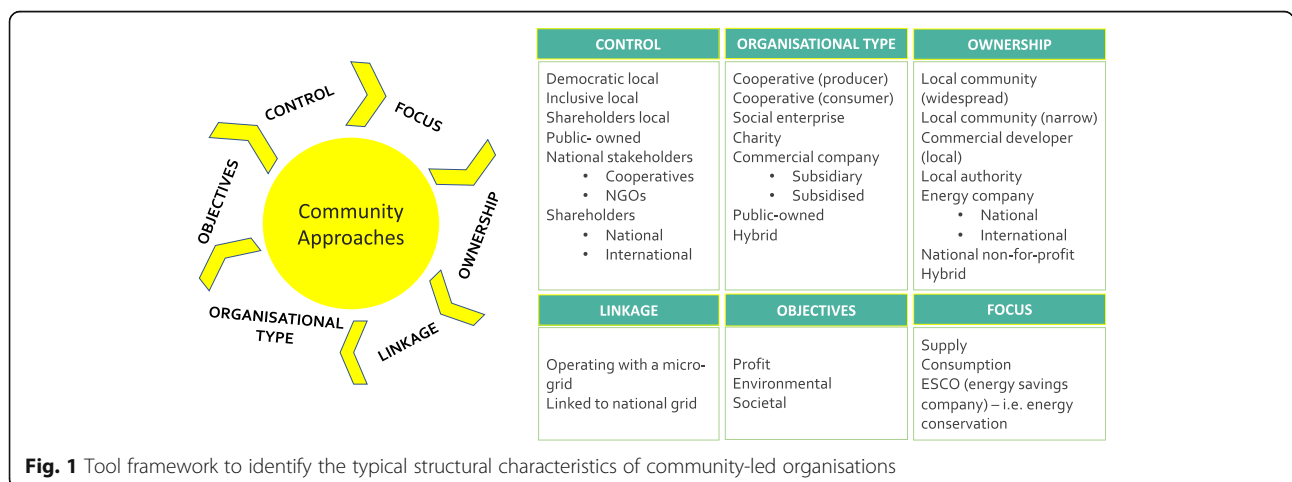 CONTROL
FOCUS
OWNERSHIP
LINKAGE
ORGANISATIONAL
TYPE
OBJECTIVES
Community
Approaches
CONTROL
Democratic local
Inclusive local
Shareholders local
Public- owned
National stakeholders
• Cooperatives
• NGOs
Shareholders
• National
• International
ORGANISATIONAL TYPE
Cooperative (producer)
Cooperative (consumer)
Social enterprise
Charity
Commercial company
• Subsidiary
• Subsidised
Public-owned
Hybrid
OWNERSHIP
Local community
(widespread)
Local community (narrow)
Commercial developer
(local)
Local authority
Energy company
• National
• International
National non-for-profit
Hybrid
LINKAGE
Operating with a micro-
grid
Linked to national grid
OBJECTIVES
Profit
Environmental
Societal
FOCUS
Supply
Consumption
ESCO (energy savings
company) – i.e. energy
conservation
Fig. 1 Tool framework to identify the typical structural characteristics of community-led organisations